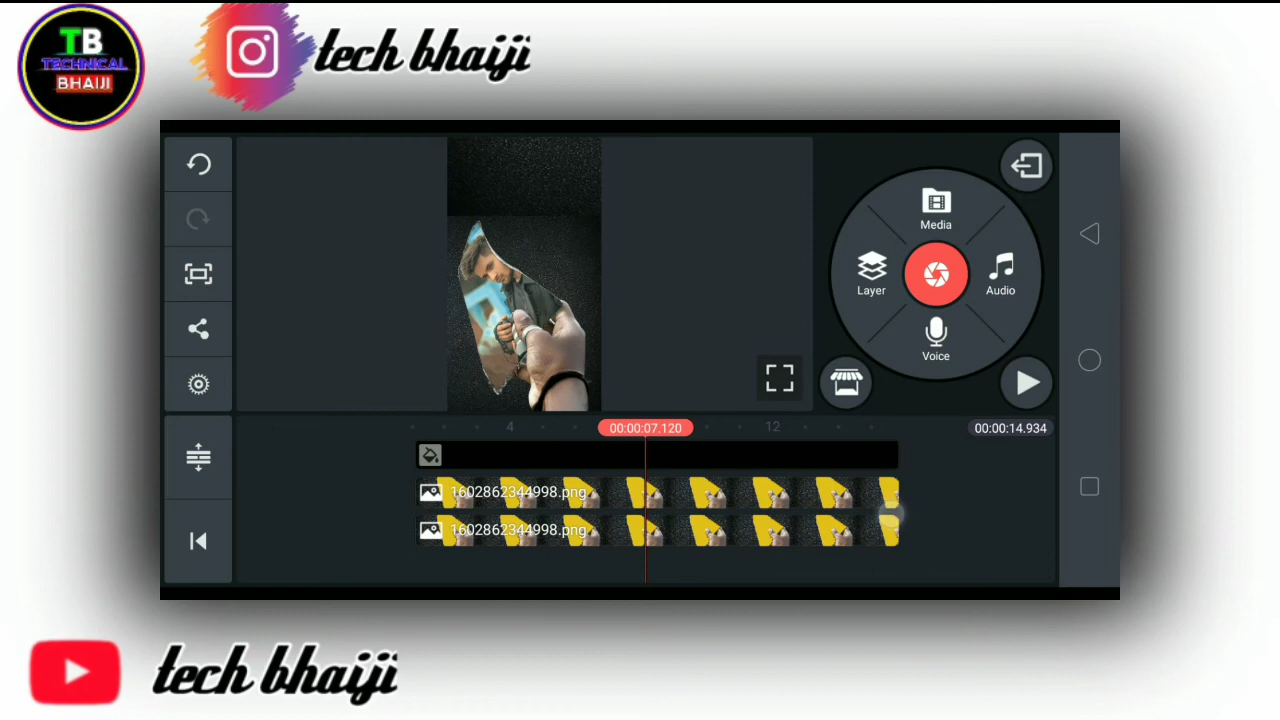 TB
TECHNICAL
BHAIJI
tech bhaiji
Media
Layer
Audio
Voice
4
00:00:07.120
12
00:00:14.934
1602862344998.png
1602862344998.png
tech bhaiji